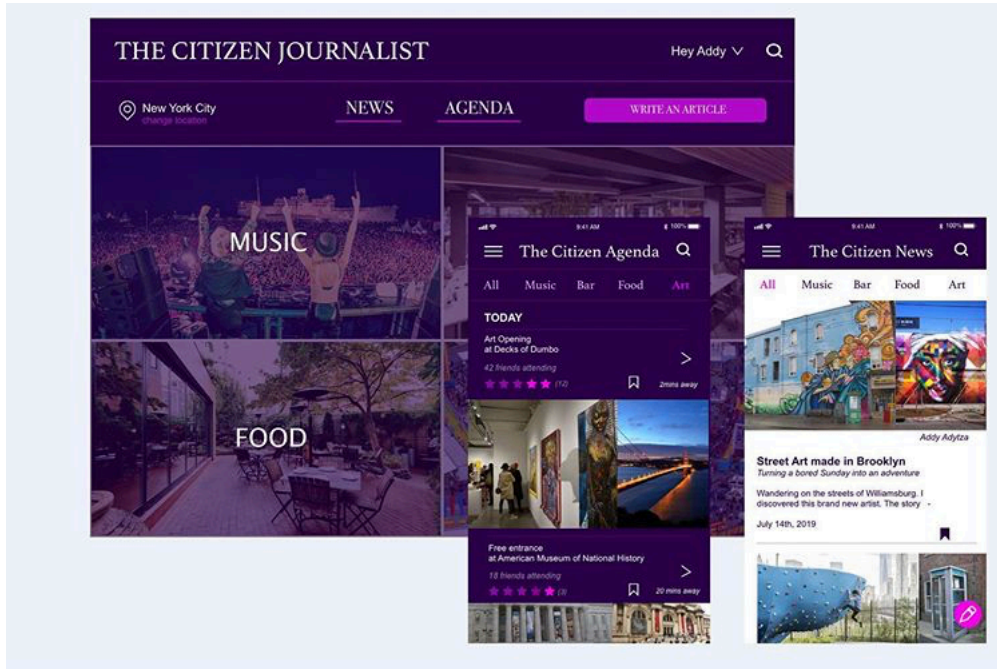 THE CITIZEN JOURNALIST
Hey Addy
New York City
change location
NEWS
AGENDA
WRITE AN ARTICLE
MUSIC
FOOD
9:41 AM
100%
The Citizen Agenda
All Music Bar Food Art
TODAY
Art Opening
at Decks of Dumbo
42 friends attending
(12)
2mins away
Free entrance
at American Museum of National History
18 friends attending
(3)
20 mins away
9:41 AM
100%
The Citizen News
All Music Bar Food Art
Addy Adytza
Street Art made in Brooklyn
Turning a bored Sunday into an adventure
Wandering on the streets of Williamsburg. I
discovered this brand new artist. The story -
July 14th, 2019